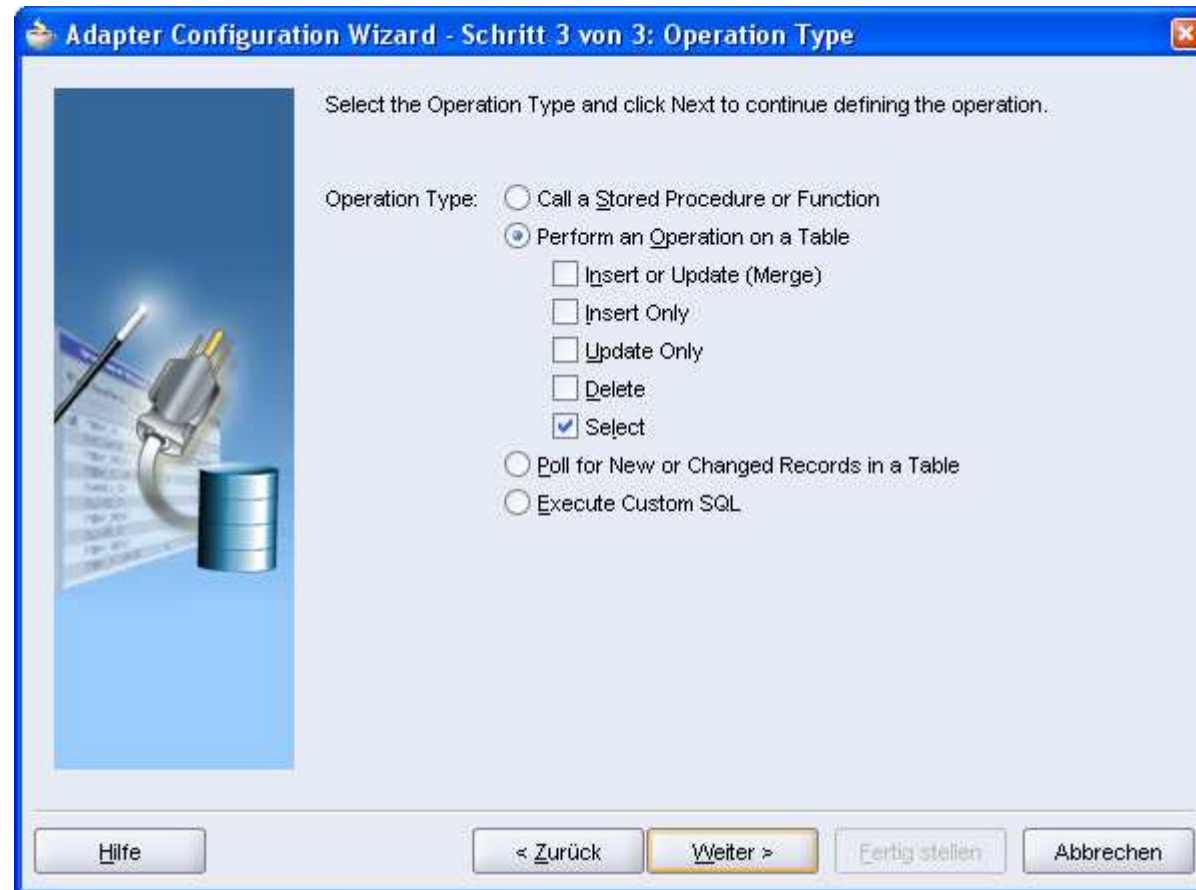 Adapter Configuration Wizard - Schritt 3 von 3: Operation Type
Select the Operation Type and click Next to continue defining the operation.
Operation Type:
Call a Stored Procedure or Function
Perform an Operation on a Table
Insert or Update (Merge)
Insert Only
Update Only
Delete
Select
Poll for New or Changed Records in a Table
Execute Custom SQL
Hilfe
< Zurück
Weiter >
Fertig stellen
Abbrechen